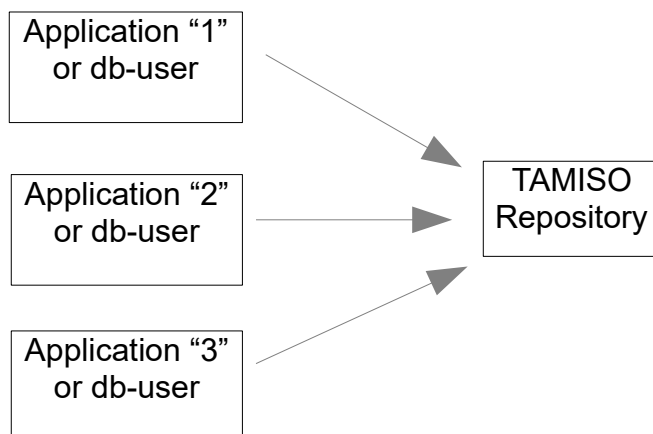 Application “1”
or db-user
Application “2”
or db-user
Application “3”
or db-user
TAMISO
Repository